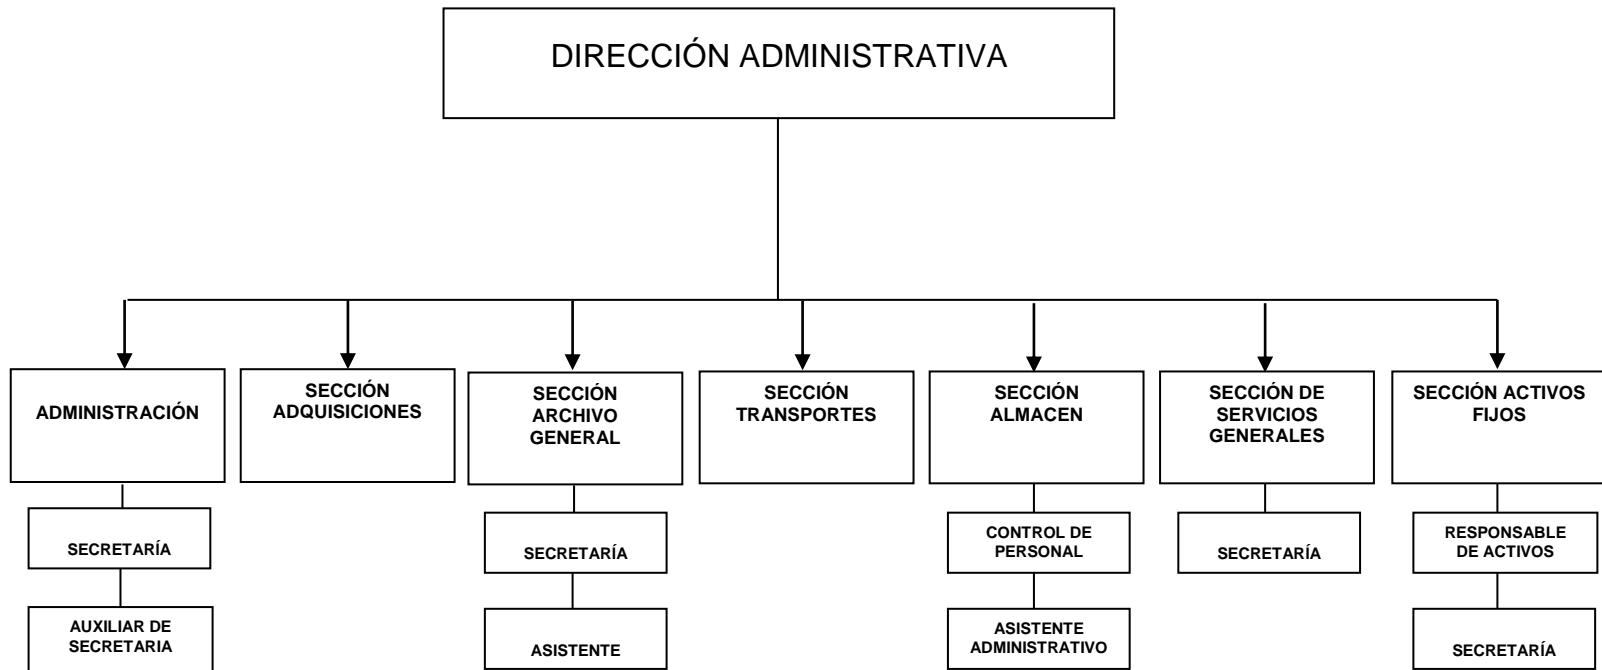 DIRECCIÓN ADMINISTRATIVA
ADMINISTRACIÓN
SECCIÓN
ADQUISICIONES
SECCIÓN
ARCHIVO
GENERAL
SECCIÓN
TRANSPORTES
SECCIÓN
ALMACEN
SECCIÓN DE
SERVICIOS
GENERALES
SECCIÓN ACTIVOS
FIJOS
SECRETARÍA
SECRETARÍA
CONTROL DE
PERSONAL
SECRETARÍA
RESPONSABLE
DE ACTIVOS
AUXILIAR DE
SECRETARIA
ASISTENTE
ASISTENTE
ADMINISTRATIVO
SECRETARÍA